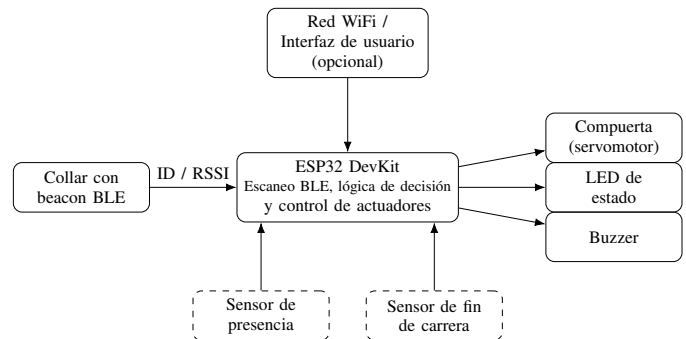 Red WiFi /
Interfaz de usuario
(opcional)
Collar con
beacon BLE
ID / RSSI
ESP32 DevKit
Escaneo BLE, lógica de decisión
y control de actuadores
Compuerta
(servomotor)
LED de
estado
Buzzer
Sensor de
presencia
Sensor de fin
de carrera